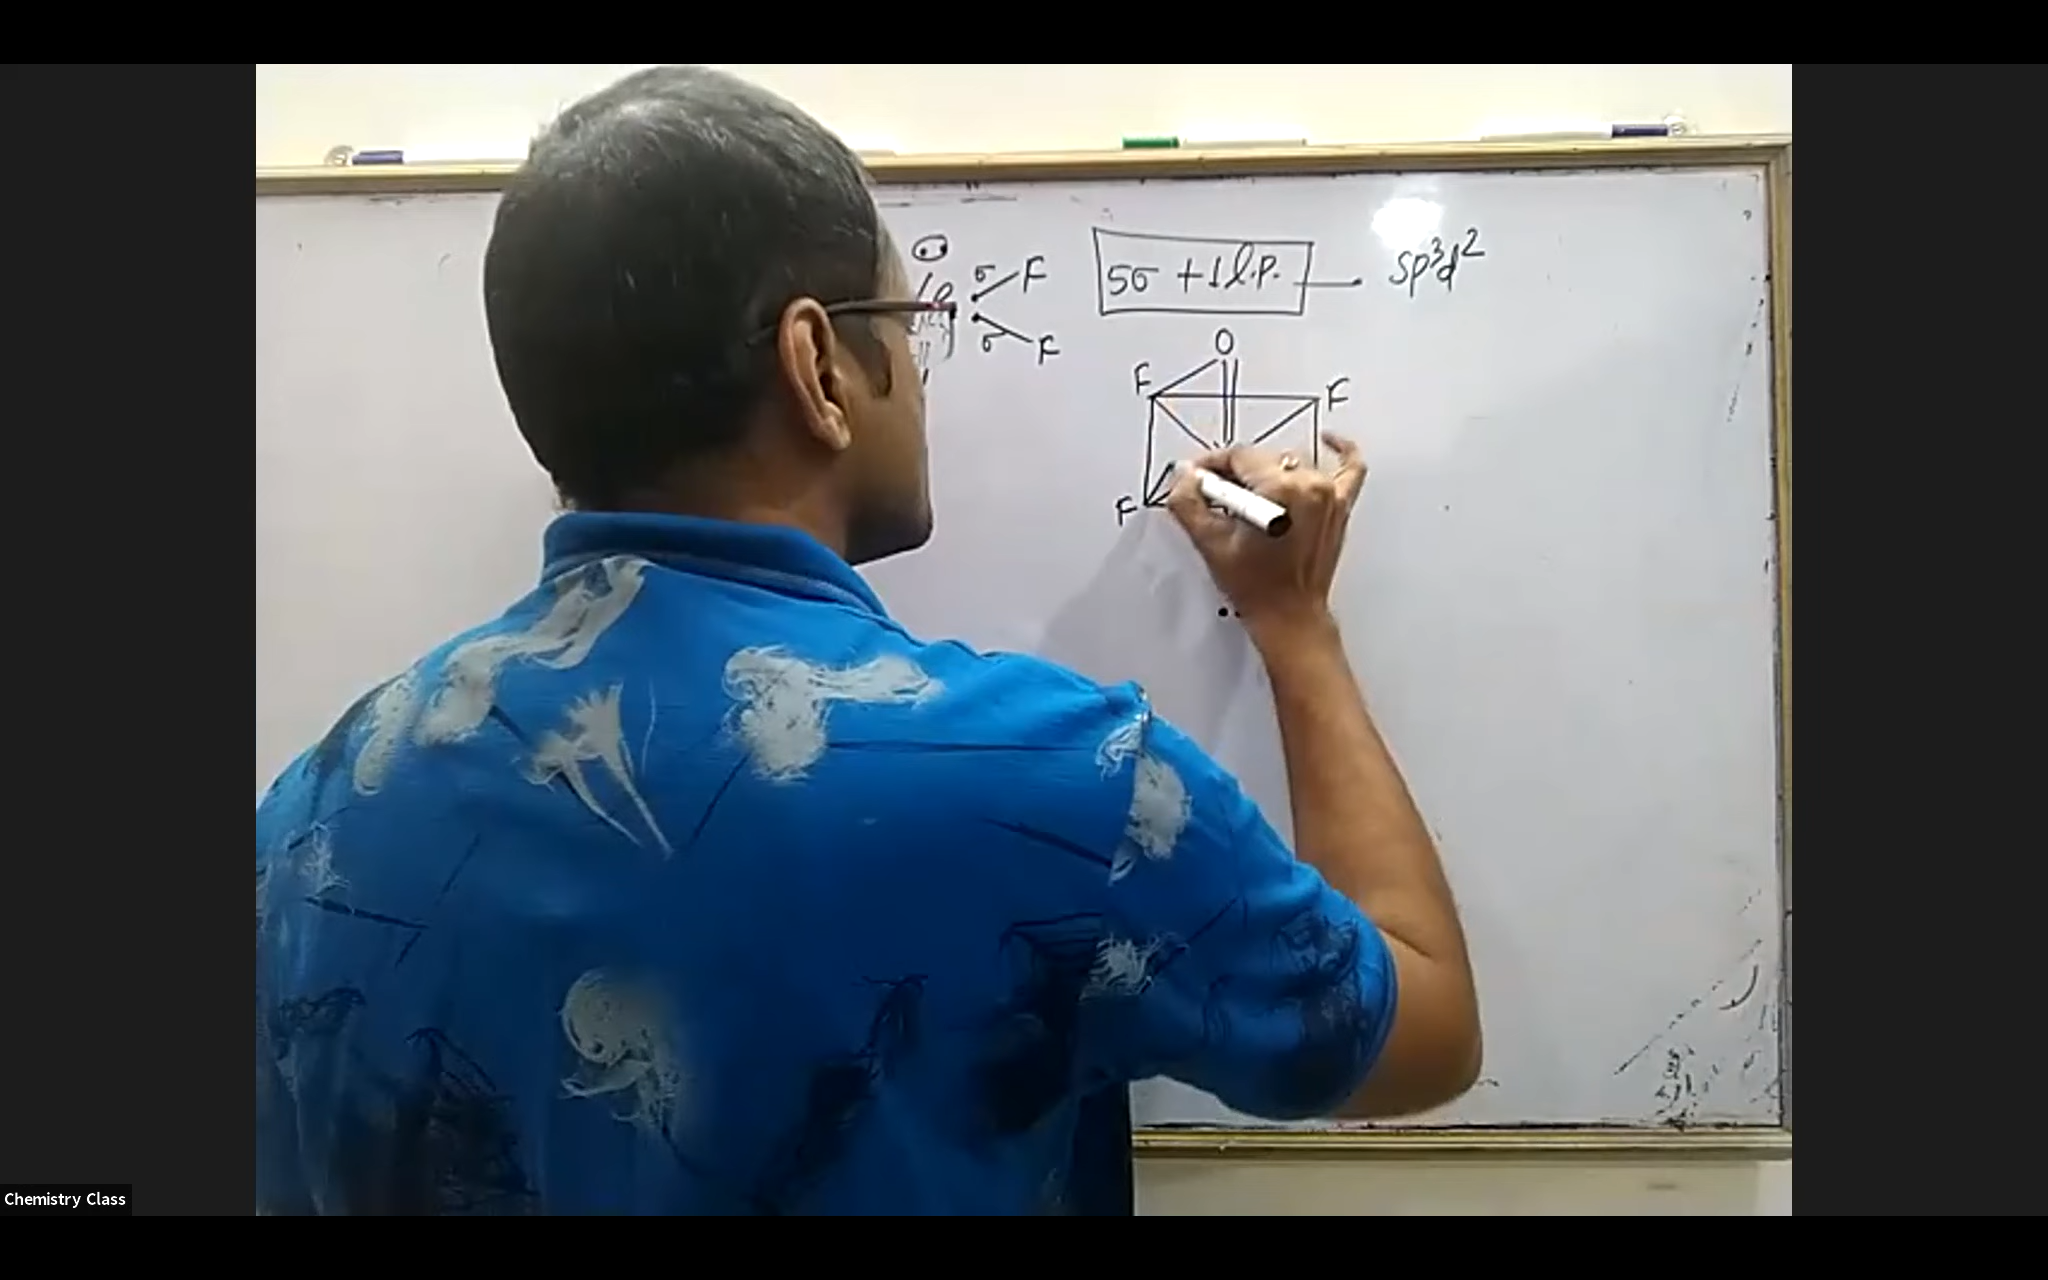 σ F
5σ + 1 l.p. sp³d²
σ F
O
F F
F
Chemistry Class